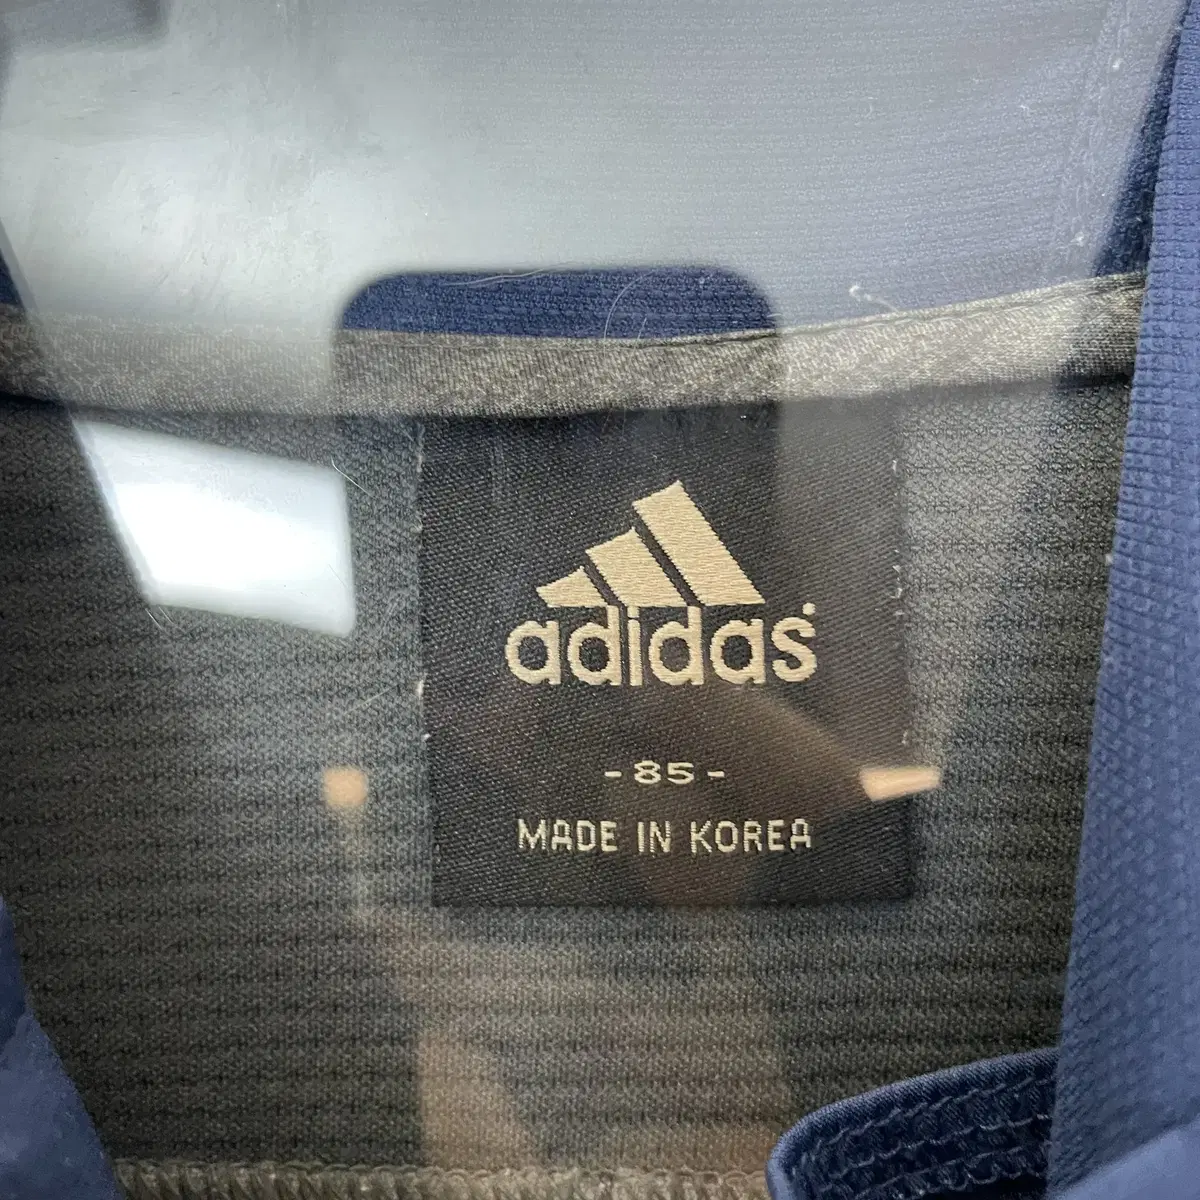 adidas
- 85 -
MADE IN KOREA